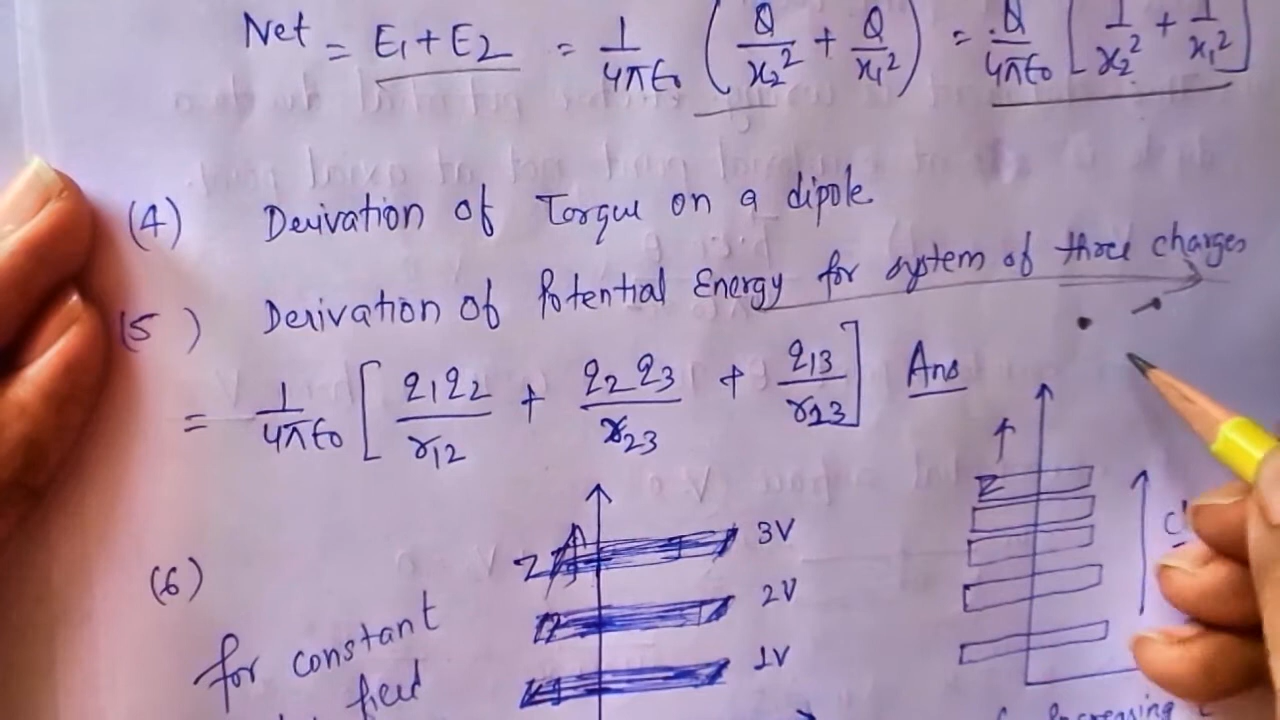 Net = E₁ + E₂ = 1/4πϵ₀ ( Q/x₂² + Q/x₁² ) = Q/4πϵ₀ [ 1/x₂² + 1/x₁² ]
(4) Derivation of Torque on a dipole
(5) Derivation of Potential Energy for system of three charges
= 1/4πϵ₀ [ q₁q₂/r₁₂ + q₂q₃/r₂₃ + q₁₃/r₁₃ ] Ans
(6)
Z 3V
2V
1V
Z
for constant
field
Increasing